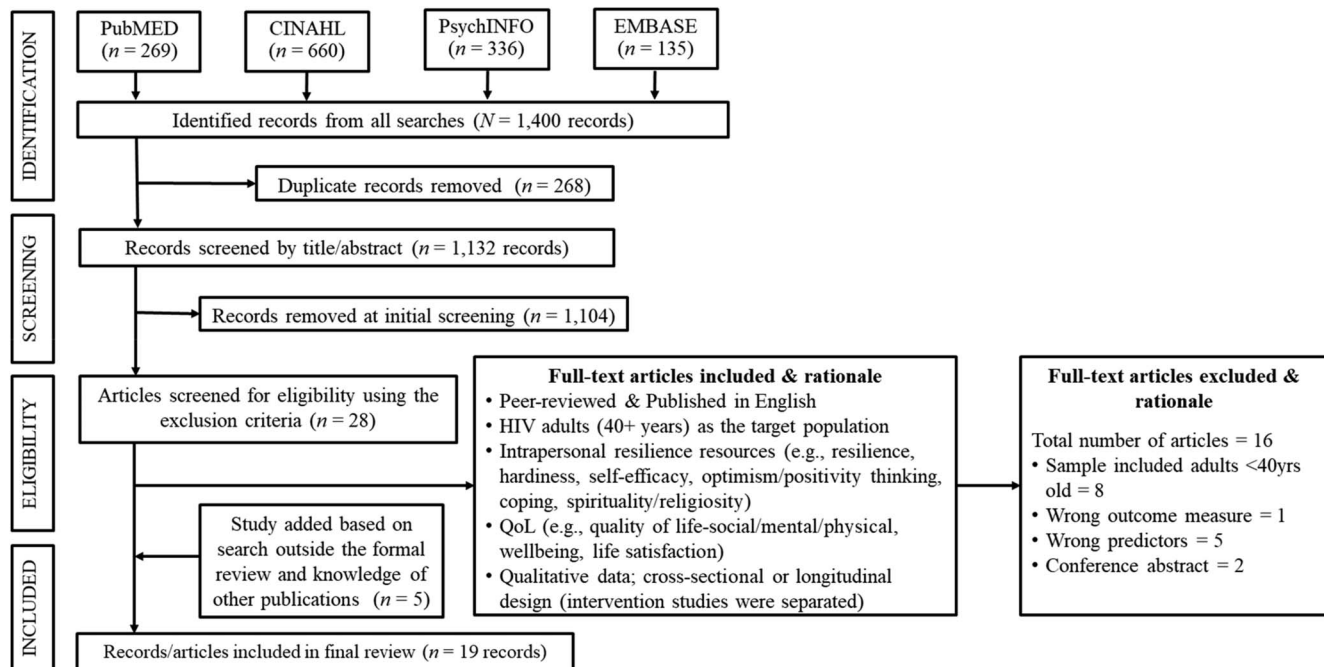 IDENTIFICATION
PubMED
(n = 269)
CINAHL
(n = 660)
PsychINFO
(n = 336)
EMBASE
(n = 135)
Identified records from all searches (N = 1,400 records)
Duplicate records removed (n = 268)
SCREENING
Records screened by title/abstract (n = 1,132 records)
Records removed at initial screening (n = 1,104)
ELIGIBILITY
Articles screened for eligibility using the
exclusion criteria (n = 28)
Full-text articles included & rationale
• Peer-reviewed & Published in English
• HIV adults (40+ years) as the target population
• Intrapersonal resilience resources (e.g., resilience,
hardiness, self-efficacy, optimism/positivity thinking,
coping, spirituality/religiosity)
• QoL (e.g., quality of life-social/mental/physical,
wellbeing, life satisfaction)
• Qualitative data; cross-sectional or longitudinal
design (intervention studies were separated)
Full-text articles excluded &
rationale
Total number of articles = 16
• Sample included adults <40yrs
old = 8
• Wrong outcome measure = 1
• Wrong predictors = 5
• Conference abstract = 2
Study added based on
search outside the formal
review and knowledge of
other publications (n = 5)
INCLUDED
Records/articles included in final review (n = 19 records)